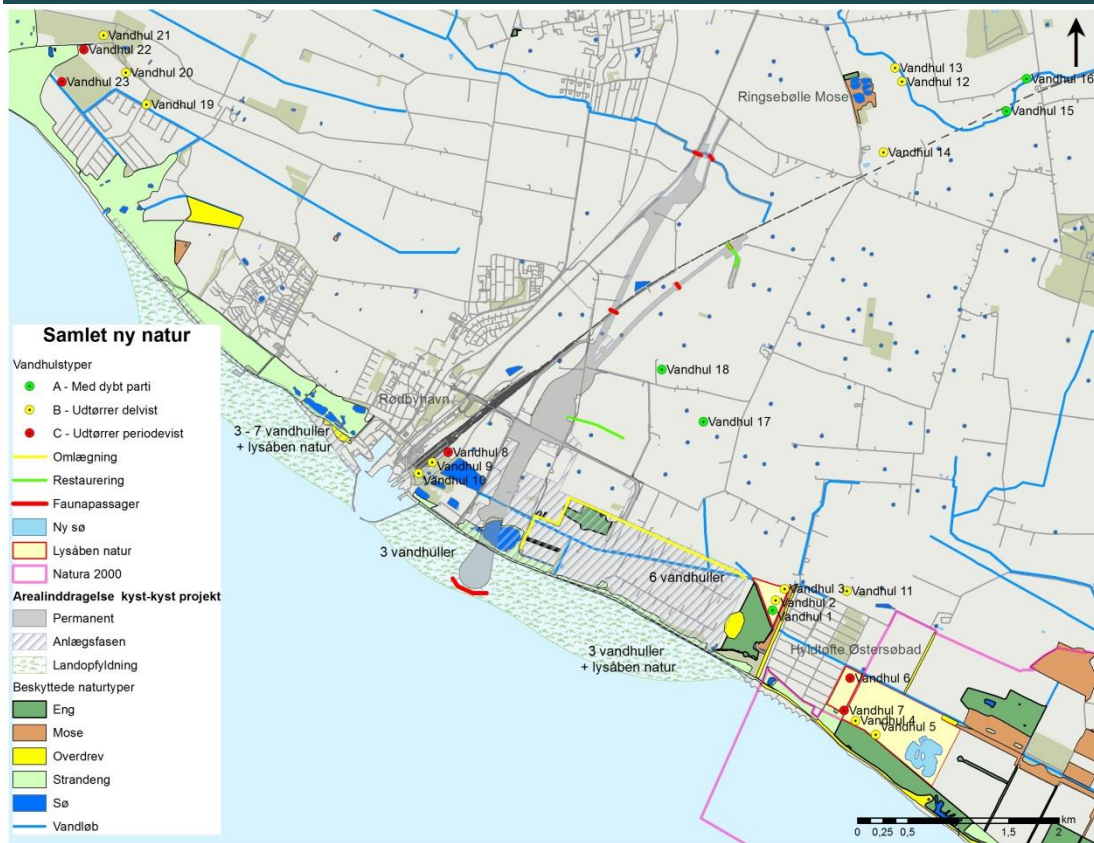 Vandhul 21
Vandhul 22
Vandhul 20
Vandhul 23
Vandhul 19
Vandhul 13
Vandhul 12
Vandhul 16
Ringsebølle Mose
Vandhul 15
Vandhul 14
Vandhul 18
Rødbyhavn
Vandhul 17
3 - 7 vandhuller
+ lysåben natur
Vandhul 8
Vandhul 9
Vandhul 10
3 vandhuller
6 vandhuller
Vandhul 3
Vandhul 11
Vandhul 2
Vandhul 1
3 vandhuller
+ lysåben natur
Hyldtofte Østersøbad
Vandhul 6
Vandhul 7
Vandhul 4
Vandhul 5
Samlet ny natur
Vandhulstyper
A - Med dybt parti
B - Udtørrer delvist
C - Udtørrer periodevist
Omlægning
Restaurering
Faunapassager
Ny sø
Lysåben natur
Natura 2000
Arealinddragelse kyst-kyst projekt
Permanent
Anlægsfasen
Landopfyldning
Beskyttede naturtyper
Eng
Mose
Overdrev
Strandeng
Sø
Vandløb
km
0 0,25 0,5 1 1,5 2